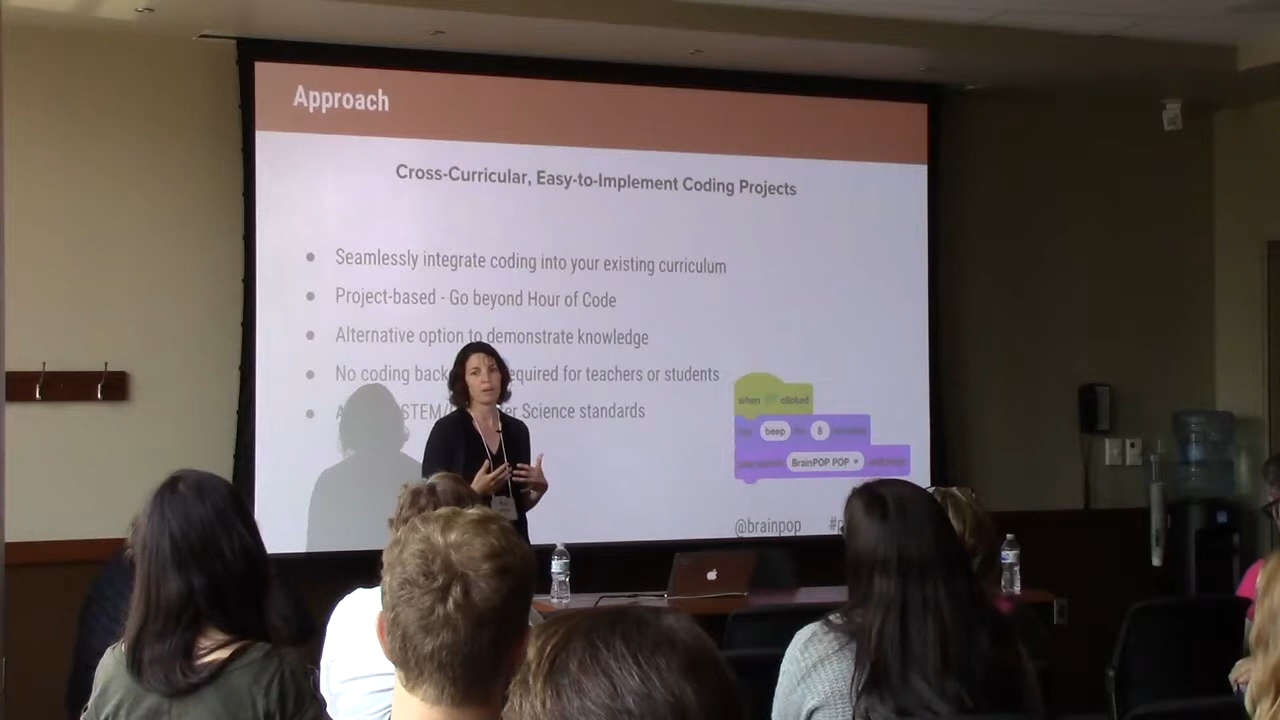 Approach
Cross-Curricular, Easy-to-Implement Coding Projects
Seamlessly integrate coding into your existing curriculum
Project-based - Go beyond Hour of Code
Alternative option to demonstrate knowledge
No coding required for teachers or students
STEM/ Science standards
when clicked
beep 8
BrainPOP POP
@brainpop